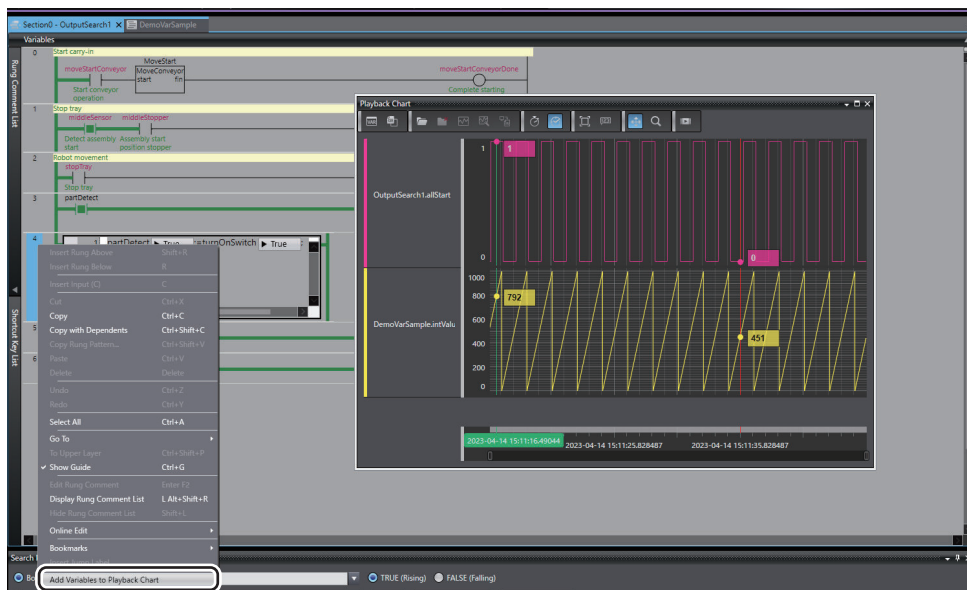 Section0 - OutputSearch1 DemoVarSample
Variables
Rung Comment List
Shortcut Key List
0 Start carry-in
MoveStart
moveStartConveyor MoveConveyor moveStartConveyorDone
start fin
Start conveyor operation Complete starting
1 Stop tray
middleSensor middleStopper
Detect assembly start Assembly start position stopper
2 Robot movement
stopTray
Stop tray
3 partDetect
4 1 partDetect True returnOnSwitch True
5
6
Insert Rung Above Shift+R
Insert Rung Below R
Insert Input (C) C
Cut Ctrl+X
Copy Ctrl+C
Copy with Dependents Ctrl+Shift+C
Copy Rung Pattern... Ctrl+Shift+V
Paste Ctrl+V
Delete Delete
Undo Ctrl+Z
Redo Ctrl+Y
Select All Ctrl+A
Go To
To Upper Layer Ctrl+Shift+P
Show Guide Ctrl+G
Edit Rung Comment Enter F2
Display Rung Comment List L Alt+Shift+R
Hide Rung Comment List Shift+L
Online Edit
Bookmarks
Add Variables to Playback Chart
Playback Chart
OutputSearch1.allStart
1
0
1
0
DemoVarSample.intValu
1000
800
600
400
200
0
792
451
2023-04-14 15:11:16.49044 2023-04-14 15:11:25.828487 2023-04-14 15:11:35.828487
Search
Bo TRUE (Rising) FALSE (Falling)